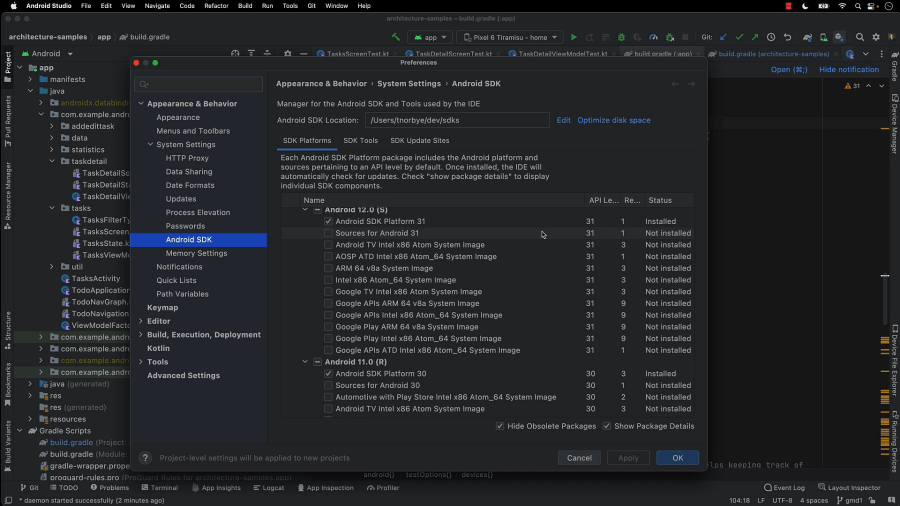 Android Studio File Edit View Navigate Code Refactor Build Run Tools Git Window Help
architecture-samples – build.gradle (:app)
architecture-samples app build.gradle app Pixel 6 Tiramisu - home Git:
Android TasksScreenTest.kt TaskDetailScreenTest.kt TaskDetailViewModelTest.kt build.gradle (:app) build.gradle (architecture-samples)
Open (⌘;) Hide notification
31
Project
Pull Requests
Resource Manager
Structure
Bookmarks
Build Variants
app
manifests
java
androidx.databind
com.example.andr
addedittask
data
statistics
taskdetail
TaskDetailSc
TaskDetailSc
TaskDetailVi
tasks
TasksFilterTy
TasksScreen
TasksState.k
TasksViewM
util
TasksActivity
TodoApplication
TodoNavGraph.
TodoNavigation
ViewModelFacto
com.example.andr
com.example.andr
com.example.andr
com.example.andr
java (generated)
res
res (generated)
resources
Gradle Scripts
build.gradle (Project:
build.gradle (Module
gradle-wrapper.prope
proguard-rules.pro (ProGuard Rules for architecture-samples)
Preferences
Appearance & Behavior
Appearance
Menus and Toolbars
System Settings
HTTP Proxy
Data Sharing
Date Formats
Updates
Process Elevation
Passwords
Android SDK
Memory Settings
Notifications
Quick Lists
Path Variables
Keymap
Editor
Build, Execution, Deployment
Kotlin
Tools
Advanced Settings
Appearance & Behavior › System Settings › Android SDK
Manager for the Android SDK and Tools used by the IDE
Android SDK Location: /Users/tnorbye/dev/sdks Edit Optimize disk space
SDK Platforms SDK Tools SDK Update Sites
Each Android SDK Platform package includes the Android platform and
sources pertaining to an API level by default. Once installed, the IDE will
automatically check for updates. Check "show package details" to display
individual SDK components.
Name API Le... Re... Status
Android 12.0 (S)
Android SDK Platform 31 31 1 Installed
Sources for Android 31 31 1 Not installed
Android TV Intel x86 Atom System Image 31 3 Not installed
AOSP ATD Intel x86 Atom_64 System Image 31 1 Not installed
ARM 64 v8a System Image 31 3 Not installed
Intel x86 Atom_64 System Image 31 3 Not installed
Google TV Intel x86 Atom System Image 31 3 Not installed
Google APIs ARM 64 v8a System Image 31 9 Not installed
Google APIs Intel x86 Atom_64 System Image 31 9 Not installed
Google Play ARM 64 v8a System Image 31 9 Not installed
Google Play Intel x86 Atom_64 System Image 31 9 Not installed
Google APIs ATD Intel x86 Atom_64 System Image 31 1 Not installed
Android 11.0 (R)
Android SDK Platform 30 30 3 Installed
Sources for Android 30 30 1 Not installed
Automotive with Play Store Intel x86 Atom_64 System Image 30 2 Not installed
Android TV Intel x86 Atom System Image 30 3 Not installed
Hide Obsolete Packages Show Package Details
? Project-level settings will be applied to new projects Cancel Apply OK
los keeping track of
android{} testOptions{} devices{}
Gradle
Device Manager
Device File Explorer
Running Devices
Git TODO Problems Terminal App Insights Logcat App Inspection Profiler Event Log Layout Inspector
* daemon started successfully (2 minutes ago) 104:18 LF UTF-8 4 spaces gmd1